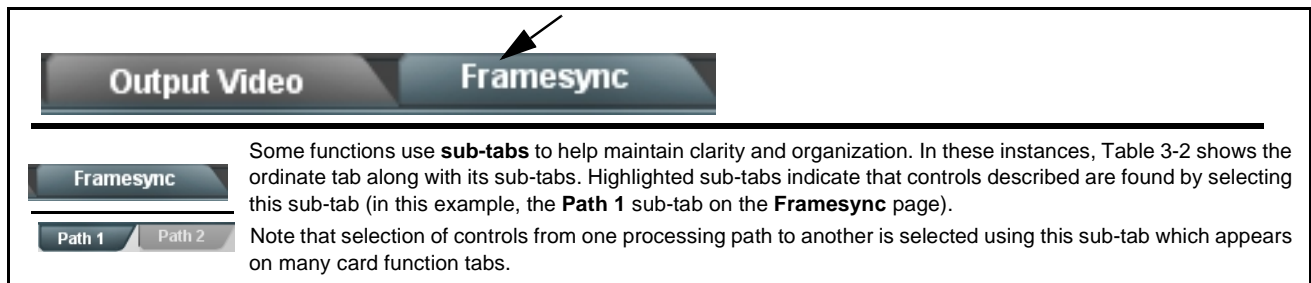 Output Video Framesync
Framesync
Some functions use sub-tabs to help maintain clarity and organization. In these instances, Table 3-2 shows the
ordinate tab along with its sub-tabs. Highlighted sub-tabs indicate that controls described are found by selecting
this sub-tab (in this example, the Path 1 sub-tab on the Framesync page).
Path 1 Path 2
Note that selection of controls from one processing path to another is selected using this sub-tab which appears
on many card function tabs.